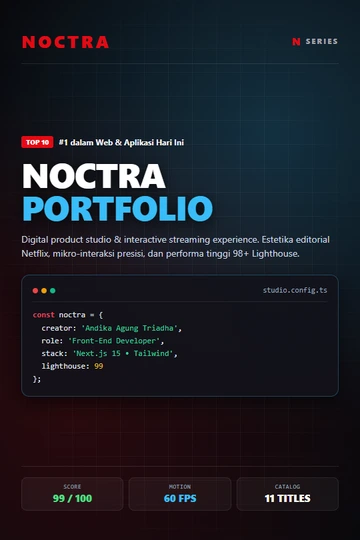 NOCTRA
N SERIES
TOP 10 #1 dalam Web & Aplikasi Hari Ini
NOCTRA
PORTFOLIO
Digital product studio & interactive streaming experience. Estetika editorial
Netflix, mikro-interaksi presisi, dan performa tinggi 98+ Lighthouse.
studio.config.ts
const noctra = {
  creator: 'Andika Agung Triadha',
  role: 'Front-End Developer',
  stack: 'Next.js 15 • Tailwind',
  lighthouse: 99
};
SCORE
99 / 100
MOTION
60 FPS
CATALOG
11 TITLES